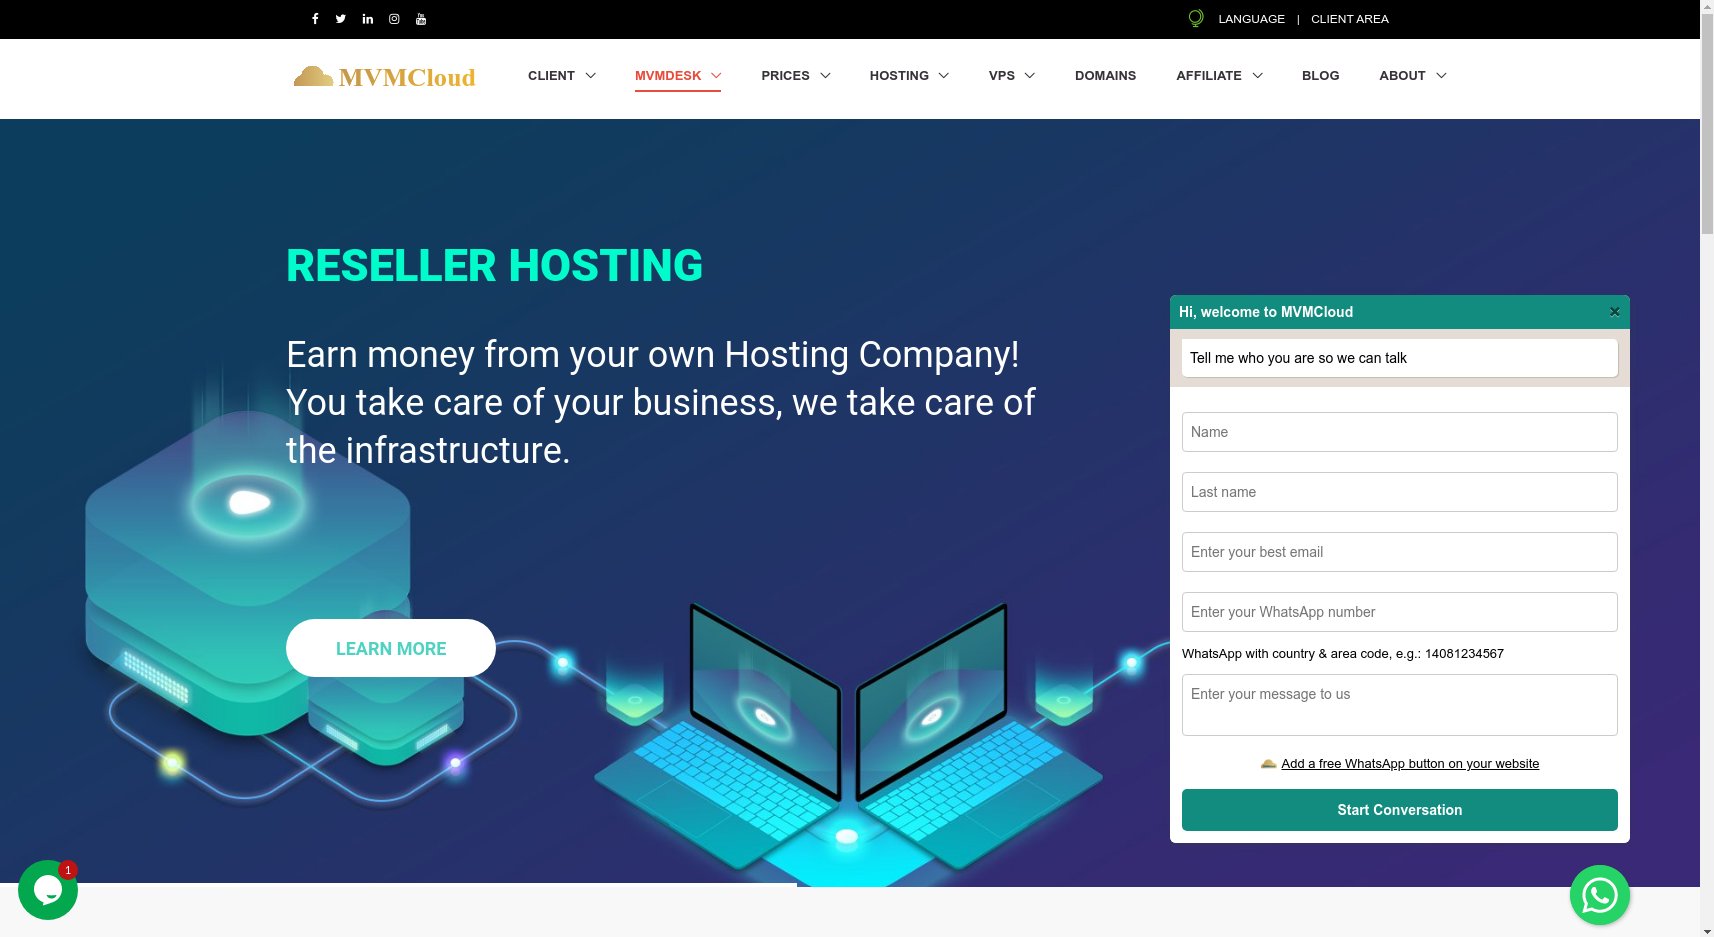 LANGUAGE | CLIENT AREA
MVMCloud
CLIENT
MVMDESK
PRICES
HOSTING
VPS
DOMAINS
AFFILIATE
BLOG
ABOUT
RESELLER HOSTING
Earn money from your own Hosting Company!
You take care of your business, we take care of
the infrastructure.
LEARN MORE
Hi, welcome to MVMCloud
×
Tell me who you are so we can talk
Name
Last name
Enter your best email
Enter your WhatsApp number
WhatsApp with country & area code, e.g.: 14081234567
Enter your message to us
Add a free WhatsApp button on your website
Start Conversation
1